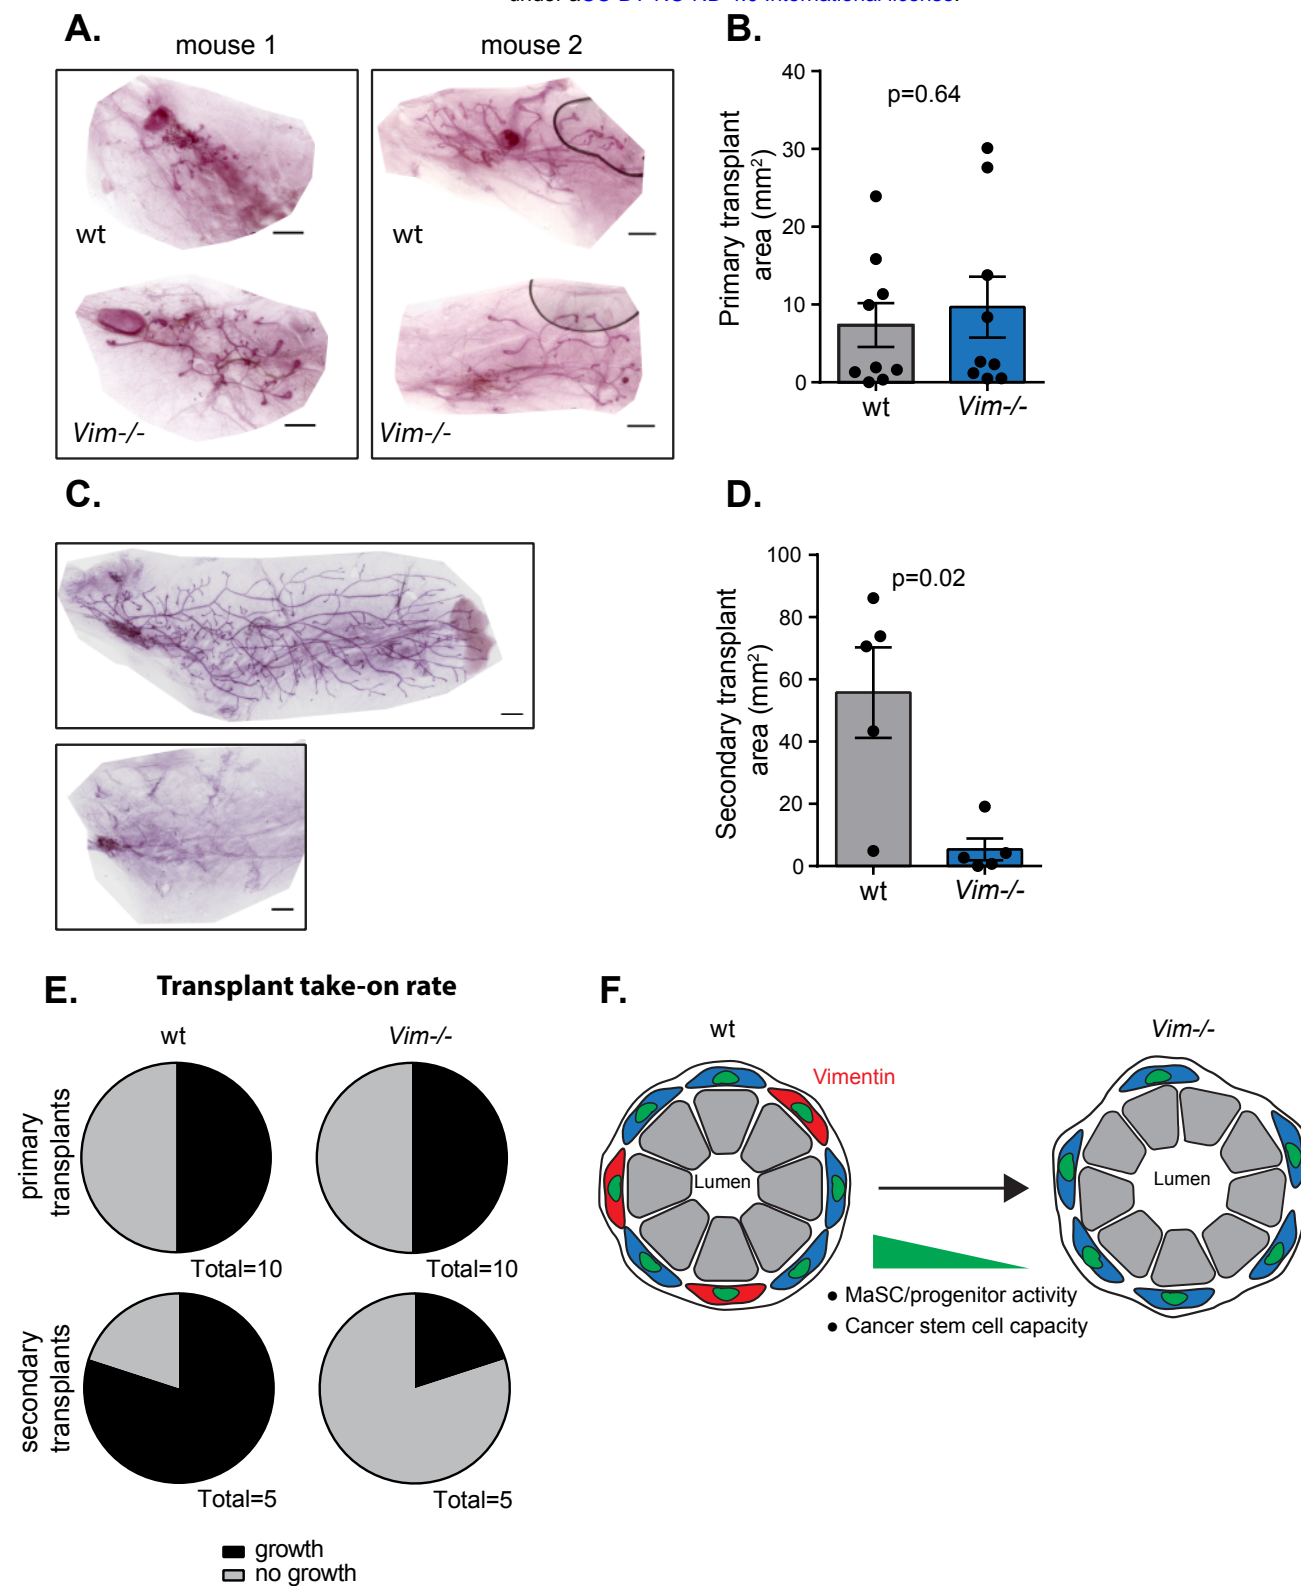 A.
mouse 1
mouse 2
wt
wt
Vim-/-
Vim-/-
B.
p=0.64
Primary transplant
area (mm²)
40
30
20
10
0
wt
Vim-/-
C.
D.
p=0.02
Secondary transplant
area (mm²)
100
80
60
40
20
0
wt
Vim-/-
E.
Transplant take-on rate
wt
Vim-/-
primary
transplants
Total=10
Total=10
secondary
transplants
Total=5
Total=5
growth
no growth
F.
wt
Vim-/-
Vimentin
Lumen
Lumen
● MaSC/progenitor activity
● Cancer stem cell capacity